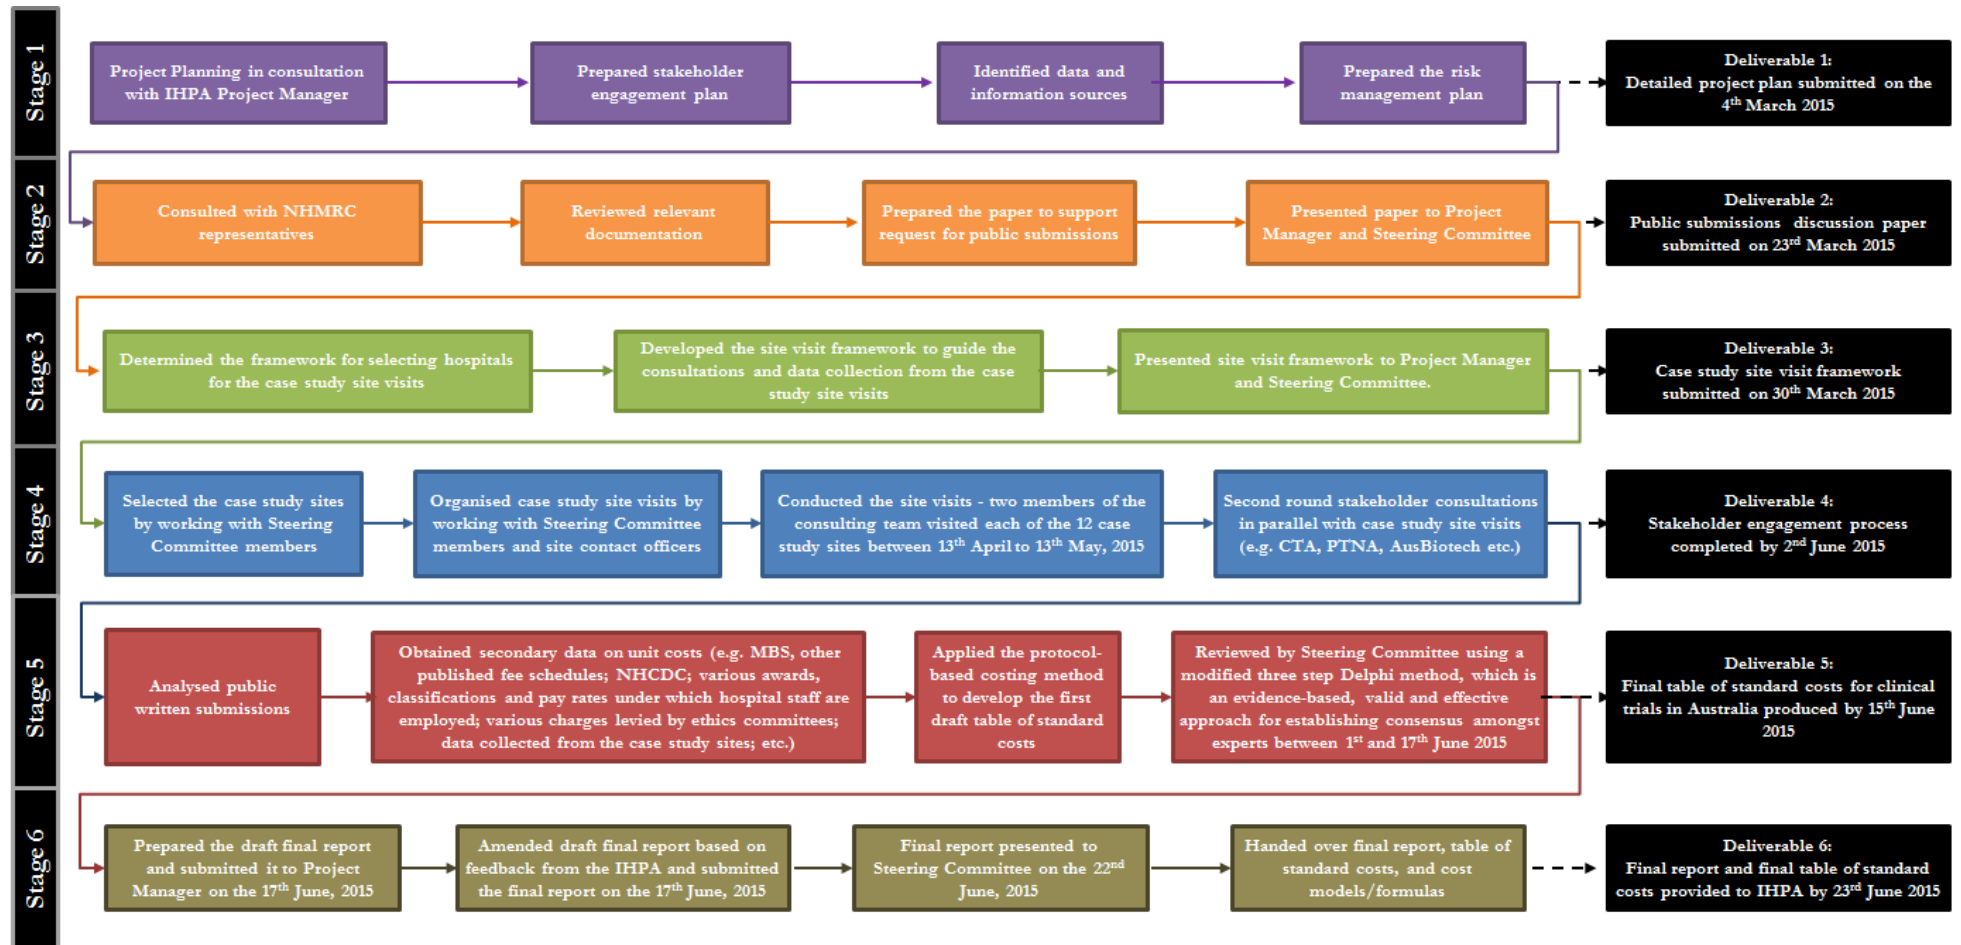 Stage 1
Project Planning in consultation
with IHPA Project Manager
Prepared stakeholder
engagement plan
Identified data and
information sources
Prepared the risk
management plan
Deliverable 1:
Detailed project plan submitted on the
4th March 2015
Stage 2
Consulted with NHMRC
representatives
Reviewed relevant
documentation
Prepared the paper to support
request for public submissions
Presented paper to Project
Manager and Steering Committee
Deliverable 2:
Public submissions discussion paper
submitted on 23rd March 2015
Stage 3
Determined the framework for selecting hospitals
for the case study site visits
Developed the site visit framework to guide the
consultations and data collection from the case
study site visits
Presented site visit framework to Project Manager
and Steering Committee.
Deliverable 3:
Case study site visit framework
submitted on 30th March 2015
Stage 4
Selected the case study sites
by working with Steering
Committee members
Organised case study site visits by
working with Steering Committee
members and site contact officers
Conducted the site visits - two members of the
consulting team visited each of the 12 case
study sites between 13th April to 13th May, 2015
Second round stakeholder consultations
in parallel with case study site visits
(e.g. CTA, PTNA, AusBiotech etc.)
Deliverable 4:
Stakeholder engagement process
completed by 2nd June 2015
Stage 5
Analysed public
written submissions
Obtained secondary data on unit costs (e.g. MBS, other
published fee schedules; NHCDC; various awards,
classifications and pay rates under which hospital staff are
employed; various charges levied by ethics committees;
data collected from the case study sites; etc.)
Applied the protocol-
based costing method
to develop the first
draft table of standard
costs
Reviewed by Steering Committee using a
modified three step Delphi method, which is
an evidence-based, valid and effective
approach for establishing consensus amongst
experts between 1st and 17th June 2015
Deliverable 5:
Final table of standard costs for clinical
trials in Australia produced by 15th June
2015
Stage 6
Prepared the draft final report
and submitted it to Project
Manager on the 17th June, 2015
Amended draft final report based on
feedback from the IHPA and submitted
the final report on the 17th June, 2015
Final report presented to
Steering Committee on the 22nd
June, 2015
Handed over final report, table of
standard costs, and cost
models/formulas
Deliverable 6:
Final report and final table of standard
costs provided to IHPA by 23rd June 2015